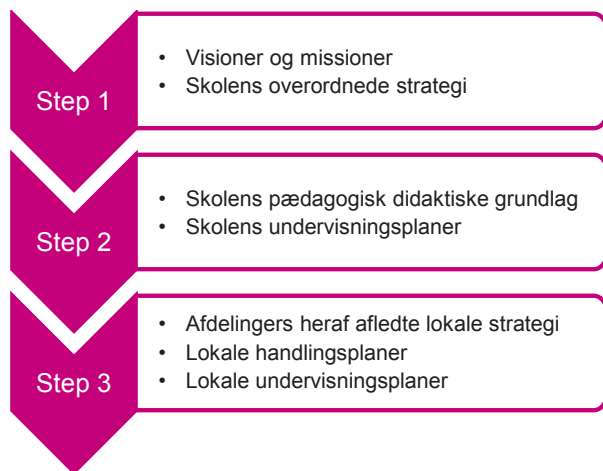 Step 1
• Visioner og missioner
• Skolens overordnede strategi
Step 2
• Skolens pædagogisk didaktiske grundlag
• Skolens undervisningsplaner
Step 3
• Afdelingers heraf afledte lokale strategi
• Lokale handlingsplaner
• Lokale undervisningsplaner